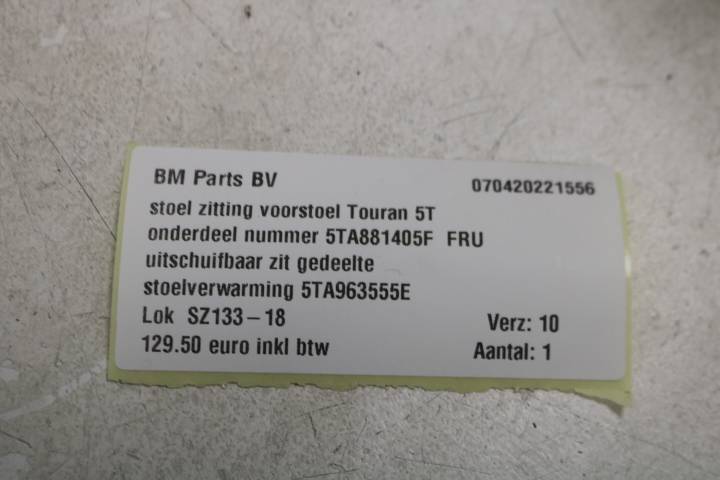 BM Parts BV 070420221556
stoel zitting voorstoel Touran 5T
onderdeel nummer 5TA881405F FRU
uitschuifbaar zit gedeelte
stoelverwarming 5TA963555E
Lok SZ133-18 Verz: 10
129.50 euro inkl btw Aantal: 1